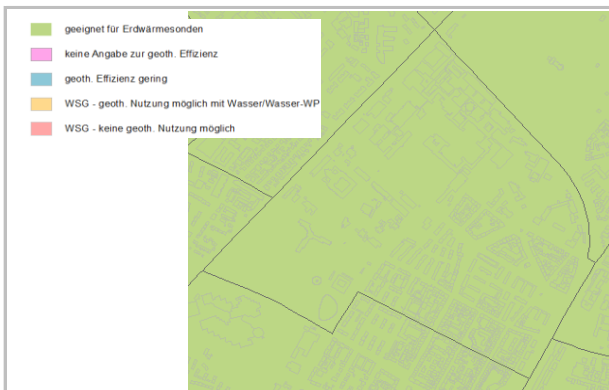 geeignet für Erdwärmesonden
keine Angabe zur geoth. Effizienz
geoth. Effizienz gering
WSG - geoth. Nutzung möglich mit Wasser/Wasser-WP
WSG - keine geoth. Nutzung möglich